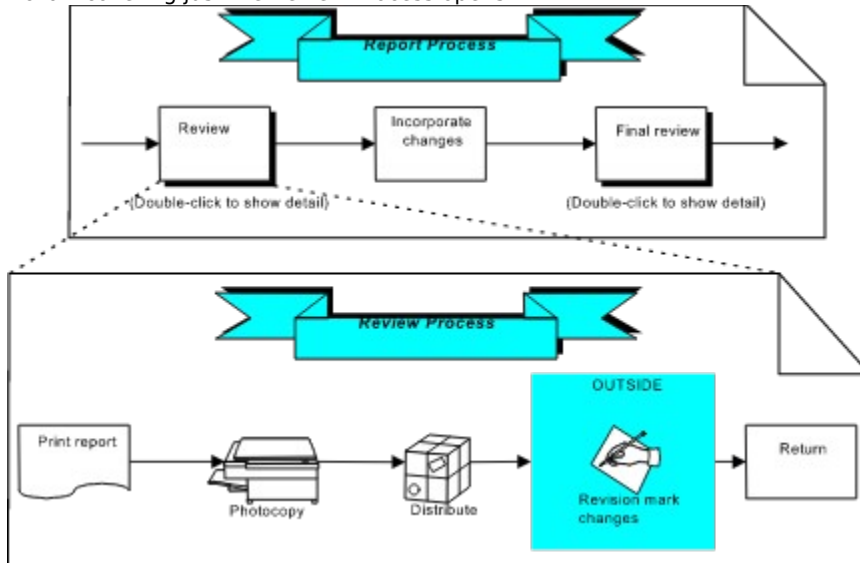 Report Process
Review
Incorporate
changes
Final review
(Double-click to show detail)
(Double-click to show detail)
Review Process
OUTSIDE
Print report
Return
Photocopy
Distribute
Revision mark
changes